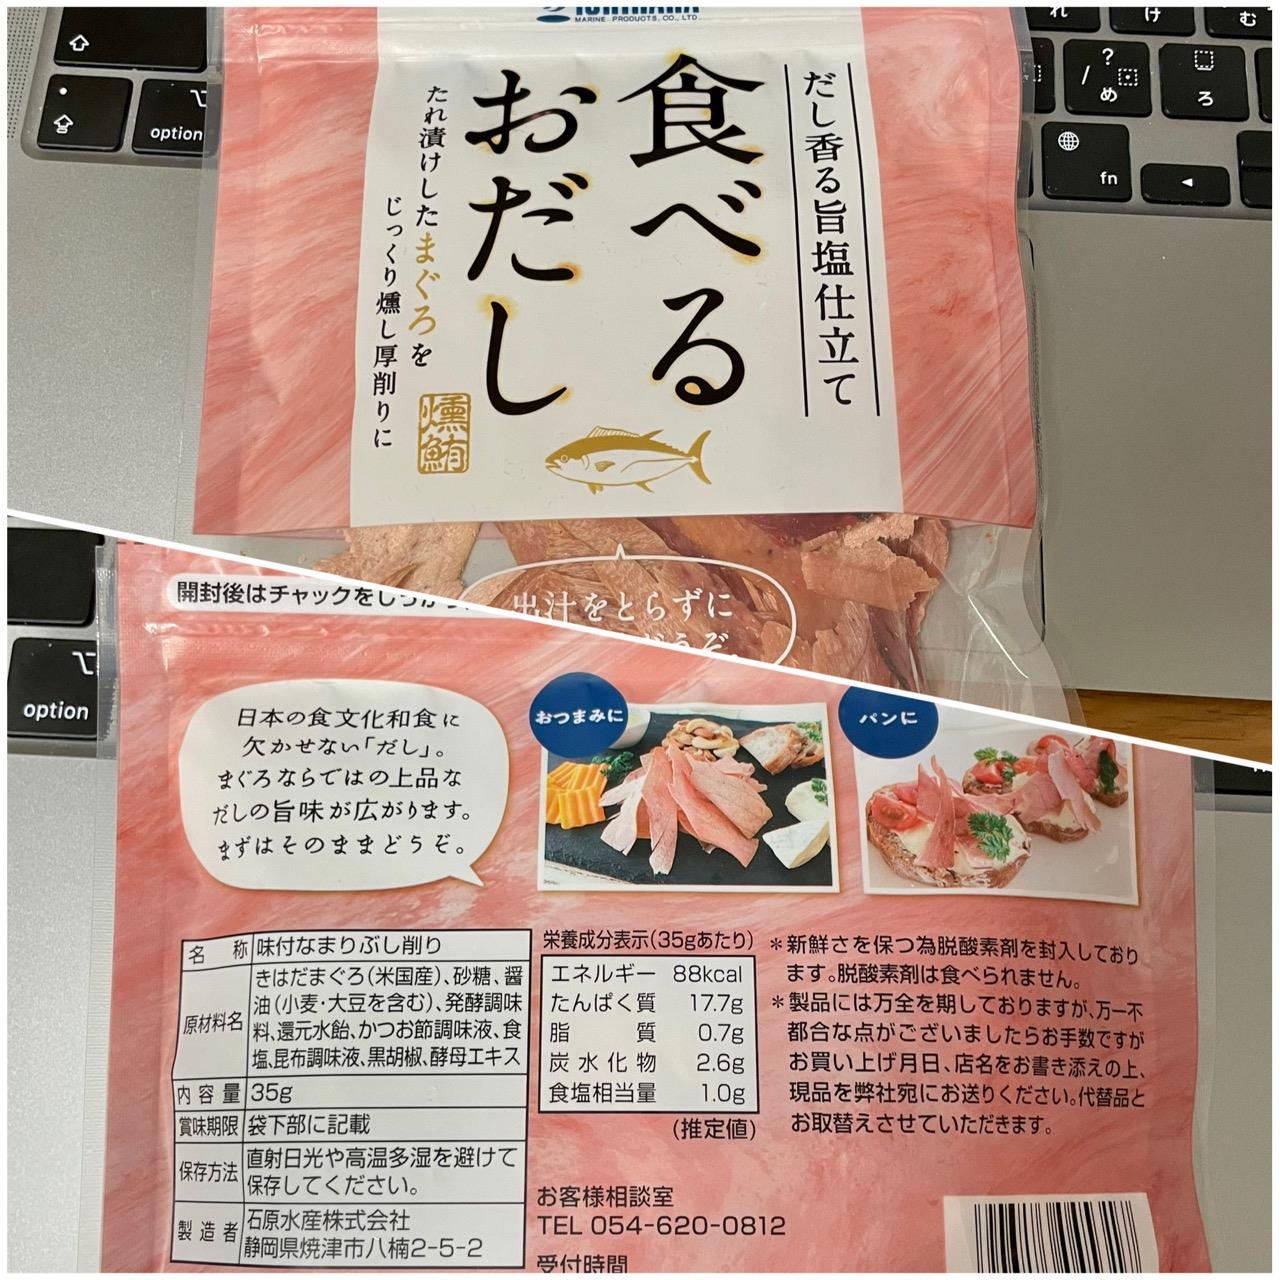 MARINE PRODUCTS, CO., LTD.
だし香る旨塩仕立て
食べる
おだし
たれ漬けしたまぐろを
じっくり燻し厚削りに
燻鮪
出汁をとらずに
どうぞ。
option
fn
れ
け
む
?
/
め
ろ
開封後はチャックをしっか
option
日本の食文化和食に
欠かせない「だし」。
まぐろならではの上品な
だしの旨味が広がります。
まずはそのままどうぞ。
おつまみに
パンに
名称 味付なまりぶし削り
原材料名 きはだまぐろ(米国産)、砂糖、醤
油(小麦・大豆を含む)、発酵調味
料、還元水飴、かつお節調味液、食
塩、昆布調味液、黒胡椒、酵母エキス
内容量 35g
賞味期限 袋下部に記載
保存方法 直射日光や高温多湿を避けて
保存してください。
製造者 石原水産株式会社
静岡県焼津市八楠2-5-2
栄養成分表示(35gあたり)
エネルギー 88kcal
たんぱく質 17.7g
脂質 0.7g
炭水化物 2.6g
食塩相当量 1.0g
(推定値)
*新鮮さを保つ為脱酸素剤を封入しており
ます。脱酸素剤は食べられません。
*製品には万全を期しておりますが、万一不
都合な点がございましたらお手数ですが
お買い上げ月日、店名をお書き添えの上、
現品を弊社宛にお送りください。代替品と
お取替えさせていただきます。
お客様相談室
TEL 054-620-0812
受付時間